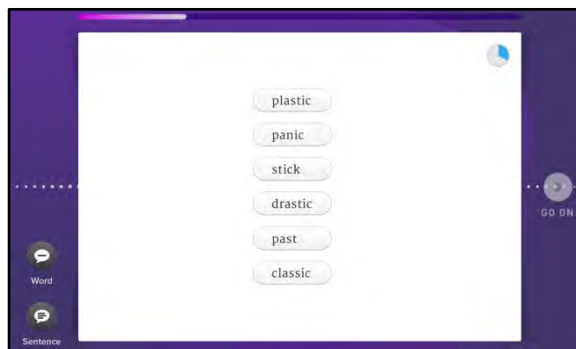 plastic
panic
stick
drastic
past
classic
GO ON
Word
Sentence